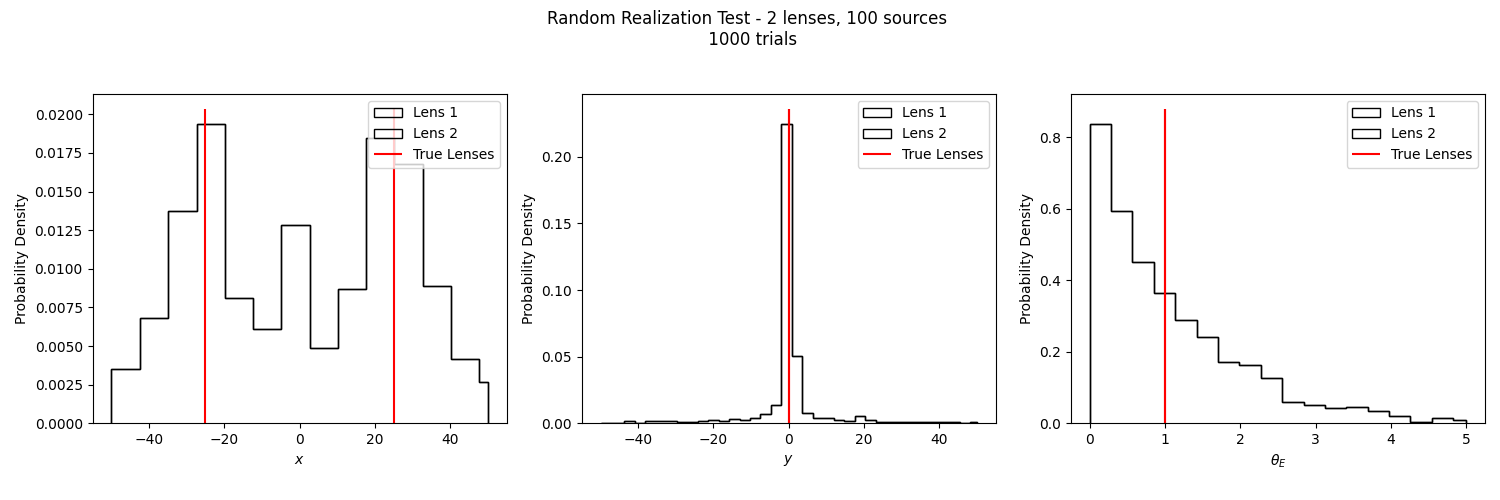 Random Realization Test - 2 lenses, 100 sources
1000 trials
Probability Density
0.0000
0.0025
0.0050
0.0075
0.0100
0.0125
0.0150
0.0175
0.0200
Lens 1
Lens 2
True Lenses
−40
−20
0
20
40
x
Probability Density
0.00
0.05
0.10
0.15
0.20
Lens 1
Lens 2
True Lenses
−40
−20
0
20
40
y
Probability Density
0.0
0.2
0.4
0.6
0.8
Lens 1
Lens 2
True Lenses
0
1
2
3
4
5
θ_E